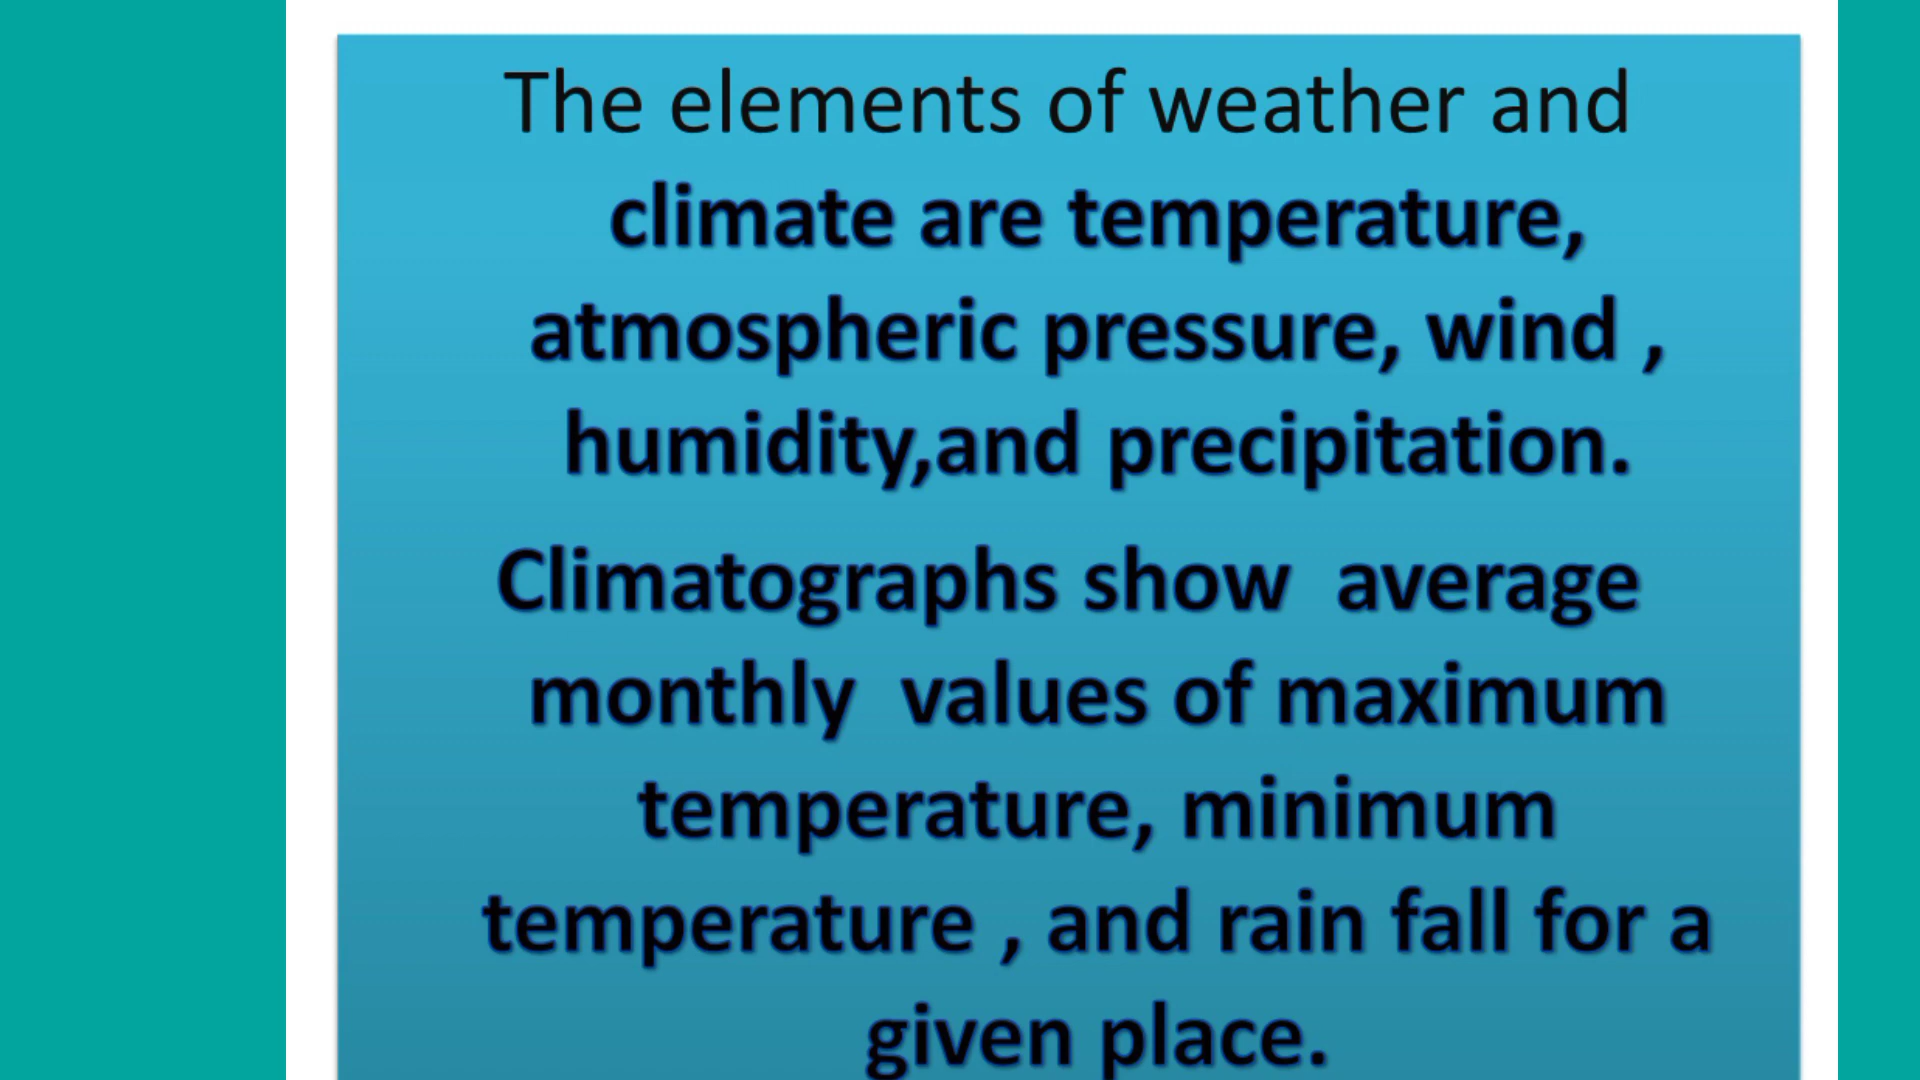 The elements of weather and
climate are temperature,
atmospheric pressure, wind ,
humidity,and precipitation.
Climatographs show  average
monthly  values of maximum
temperature, minimum
temperature , and rain fall for a
given place.